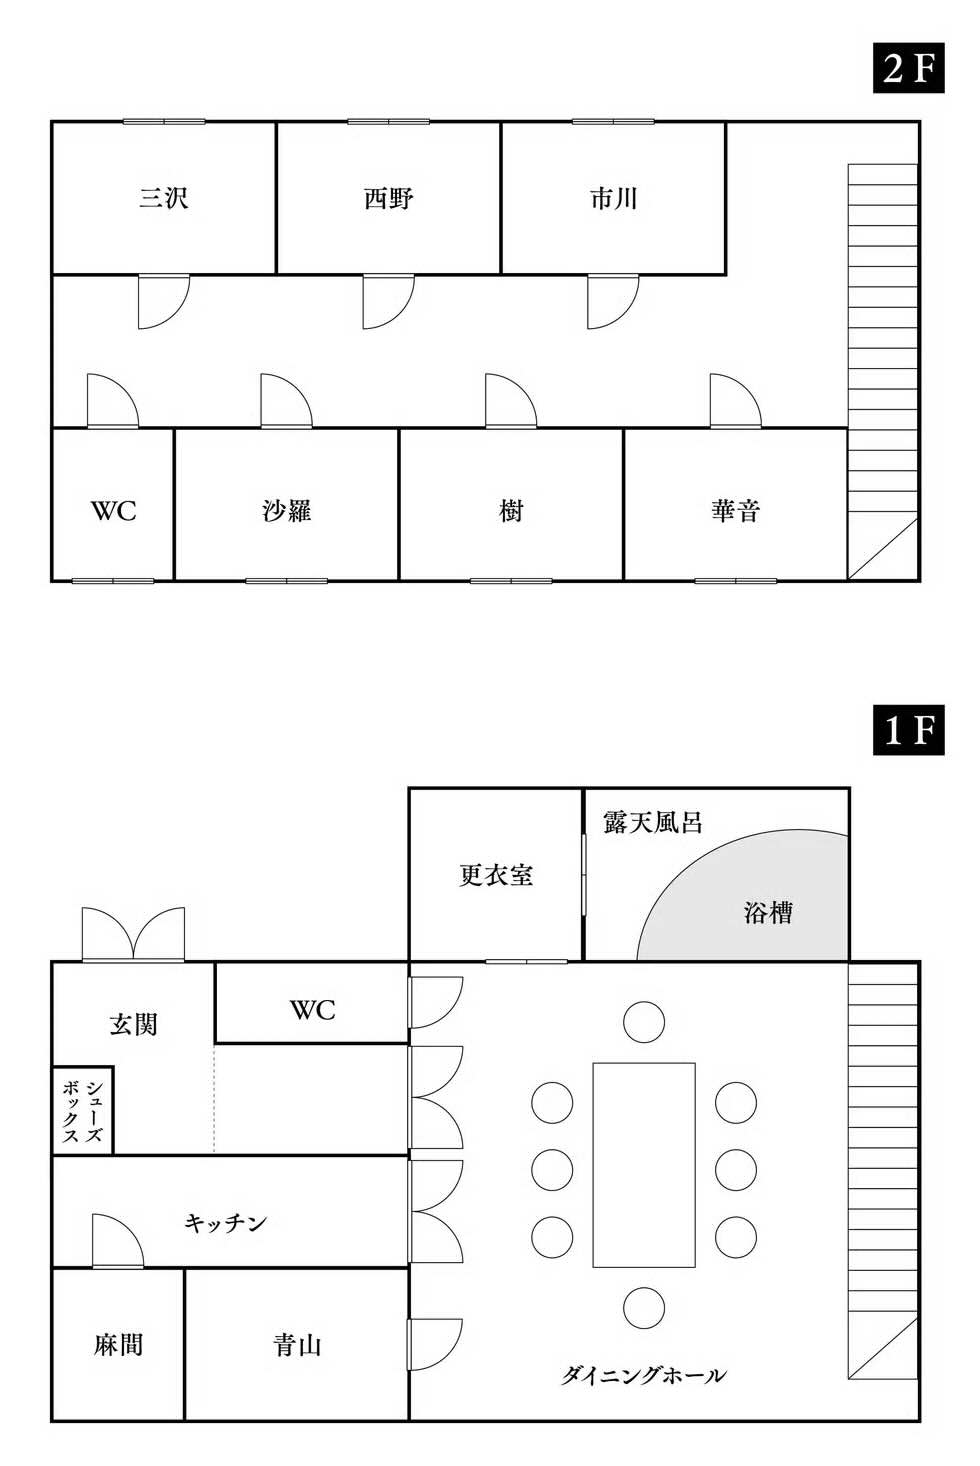 2F
三沢
西野
市川
WC
沙羅
樹
華音
1F
更衣室
露天風呂
浴槽
玄関
WC
シューズ
ボックス
キッチン
麻間
青山
ダイニングホール